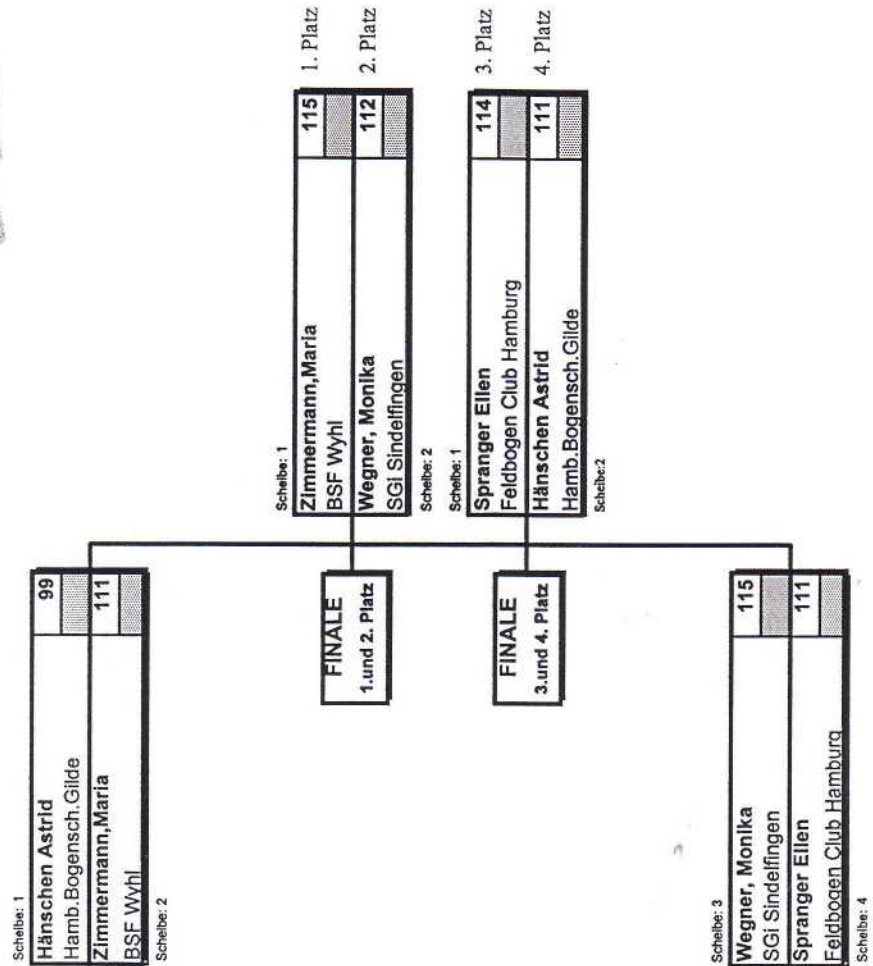 Scheibe: 1
Hänschen Astrid 99
Hamb.Bogensch.Gilde
Zimmermann,Maria 111
BSF Wyhl
Scheibe: 2
Scheibe: 3
Wegner, Monika 115
SGi Sindelfingen
Spranger Ellen 111
Feldbogen Club Hamburg
Scheibe: 4
FINALE
1.und 2. Platz
FINALE
3.und 4. Platz
Scheibe: 1
Zimmermann,Maria 115 1. Platz
BSF Wyhl
Wegner, Monika 112 2. Platz
SGi Sindelfingen
Scheibe: 2
Scheibe: 1
Spranger Ellen 114 3. Platz
Feldbogen Club Hamburg
Hänschen Astrid 111 4. Platz
Hamb.Bogensch.Gilde
Scheibe:2